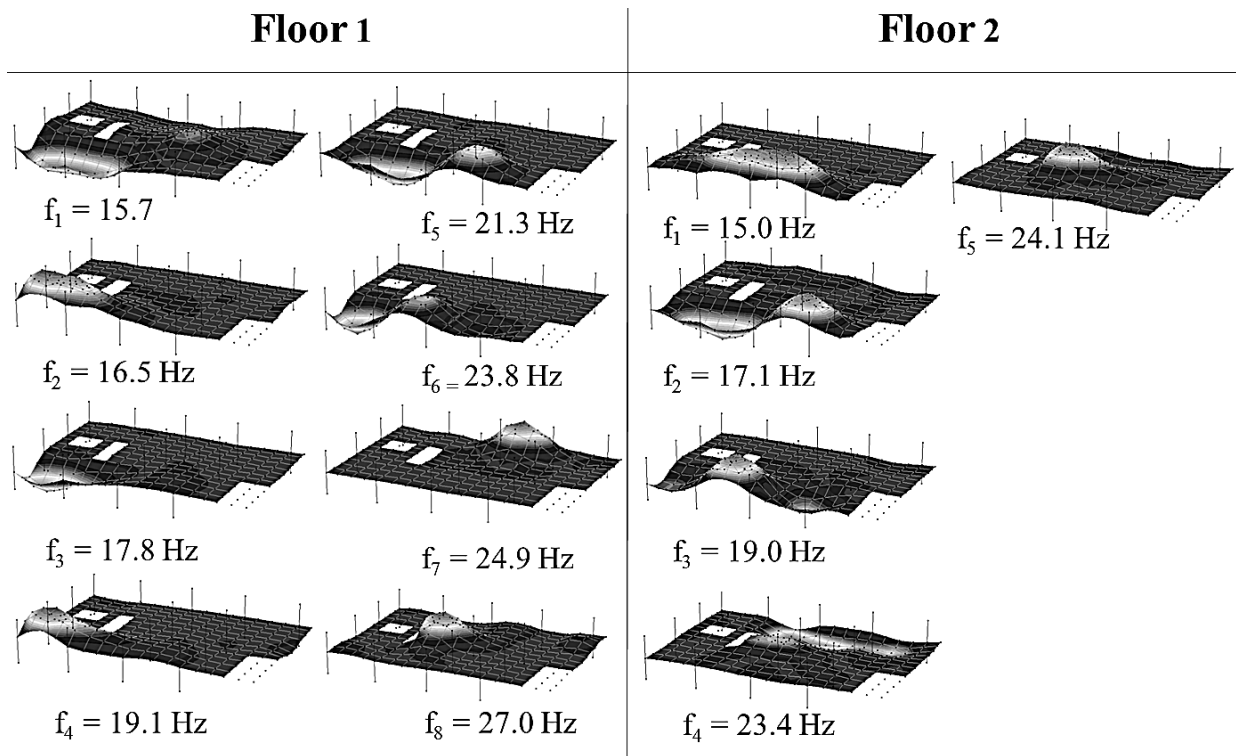 Floor 1
Floor 2
f₁ = 15.7
f₅ = 21.3 Hz
f₂ = 16.5 Hz
f₆ = 23.8 Hz
f₃ = 17.8 Hz
f₇ = 24.9 Hz
f₄ = 19.1 Hz
f₈ = 27.0 Hz
f₁ = 15.0 Hz
f₅ = 24.1 Hz
f₂ = 17.1 Hz
f₃ = 19.0 Hz
f₄ = 23.4 Hz